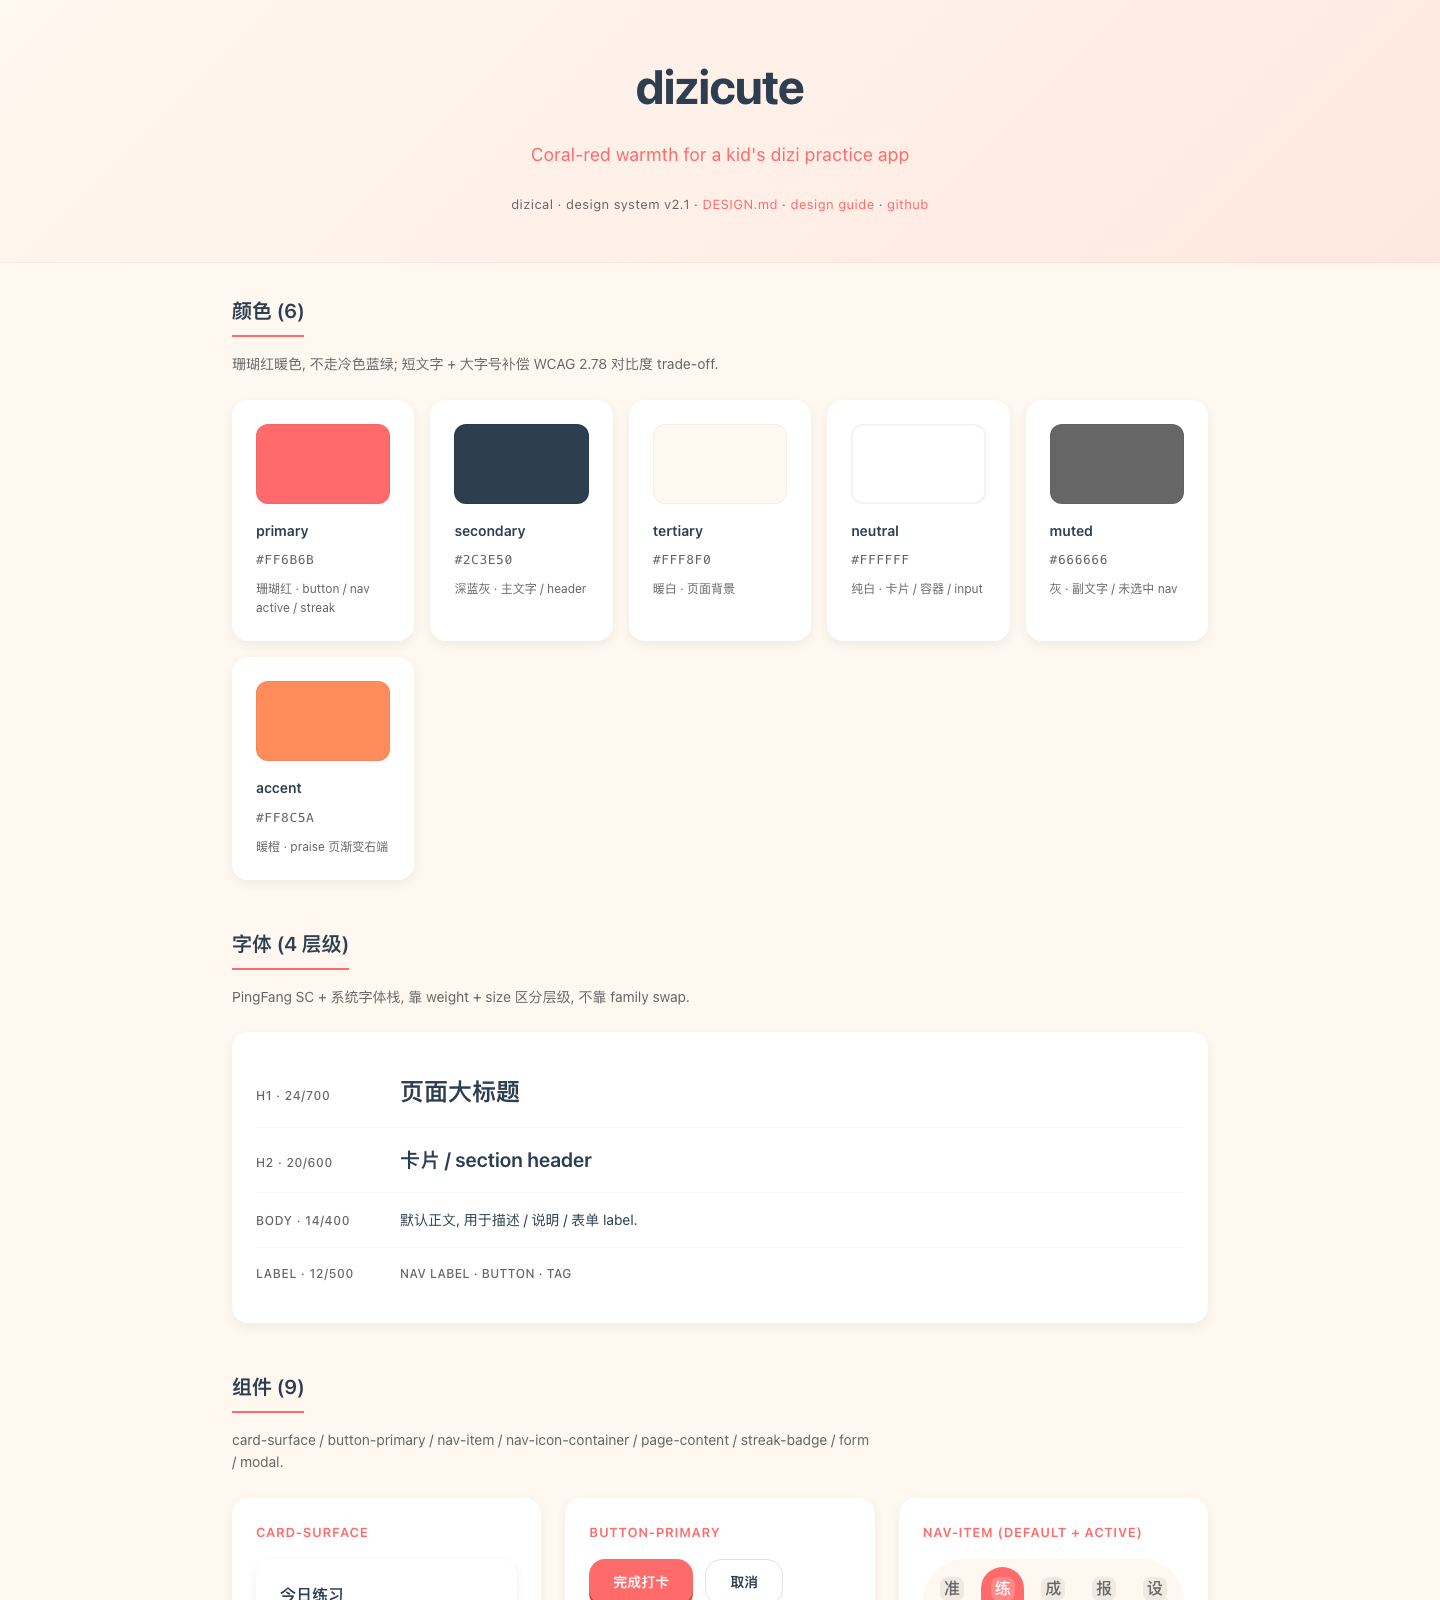 dizicute
Coral-red warmth for a kid's dizi practice app
dizical · design system v2.1 · DESIGN.md · design guide · github
颜色 (6)
珊瑚红暖色, 不走冷色蓝绿; 短文字 + 大字号补偿 WCAG 2.78 对比度 trade-off.
primary
#FF6B6B
珊瑚红 · button / nav
active / streak
secondary
#2C3E50
深蓝灰 · 主文字 / header
tertiary
#FFF8F0
暖白 · 页面背景
neutral
#FFFFFF
纯白 · 卡片 / 容器 / input
muted
#666666
灰 · 副文字 / 未选中 nav
accent
#FF8C5A
暖橙 · praise 页渐变右端
字体 (4 层级)
PingFang SC + 系统字体栈, 靠 weight + size 区分层级, 不靠 family swap.
H1 · 24/700
页面大标题
H2 · 20/600
卡片 / section header
BODY · 14/400
默认正文, 用于描述 / 说明 / 表单 label.
LABEL · 12/500
NAV LABEL · BUTTON · TAG
组件 (9)
card-surface / button-primary / nav-item / nav-icon-container / page-content / streak-badge / form
/ modal.
CARD-SURFACE
今日练习
BUTTON-PRIMARY
完成打卡
取消
NAV-ITEM (DEFAULT + ACTIVE)
准 练 成 报 设